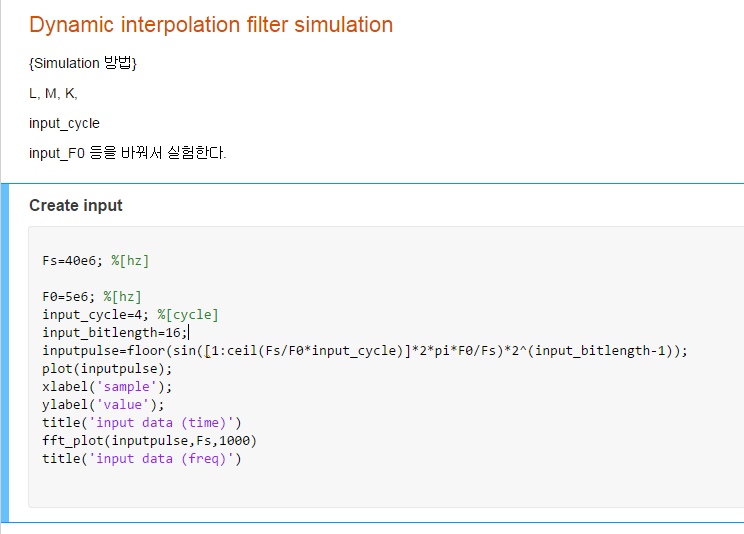 Dynamic interpolation filter simulation
{Simulation 방법}
L, M, K,
input_cycle
input_F0 등을 바꿔서 실험한다.
Create input
Fs=40e6; %[hz]
F0=5e6; %[hz]
input_cycle=4; %[cycle]
input_bitlength=16;
inputpulse=floor(sin([1:ceil(Fs/F0*input_cycle)]*2*pi*F0/Fs)*2^(input_bitlength-1));
plot(inputpulse);
xlabel('sample');
ylabel('value');
title('input data (time)')
fft_plot(inputpulse,Fs,1000)
title('input data (freq)')